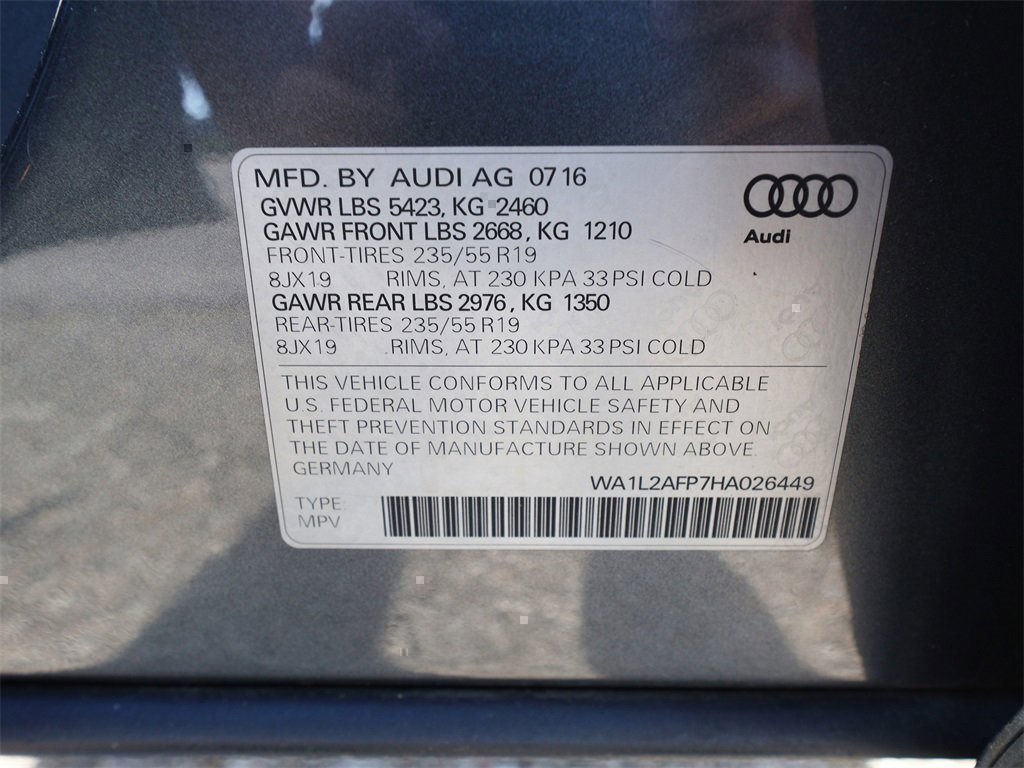 MFD. BY AUDI AG 0716
GVWR LBS 5423, KG 2460
GAWR FRONT LBS 2668, KG 1210
FRONT-TIRES 235/55 R19
8JX19 RIMS, AT 230 KPA 33 PSI COLD
GAWR REAR LBS 2976, KG 1350
REAR-TIRES 235/55 R19
8JX19 RIMS, AT 230 KPA 33 PSI COLD
Audi
THIS VEHICLE CONFORMS TO ALL APPLICABLE
U.S. FEDERAL MOTOR VEHICLE SAFETY AND
THEFT PREVENTION STANDARDS IN EFFECT ON
THE DATE OF MANUFACTURE SHOWN ABOVE.
GERMANY
WA1L2AFP7HA026449
TYPE:
MPV